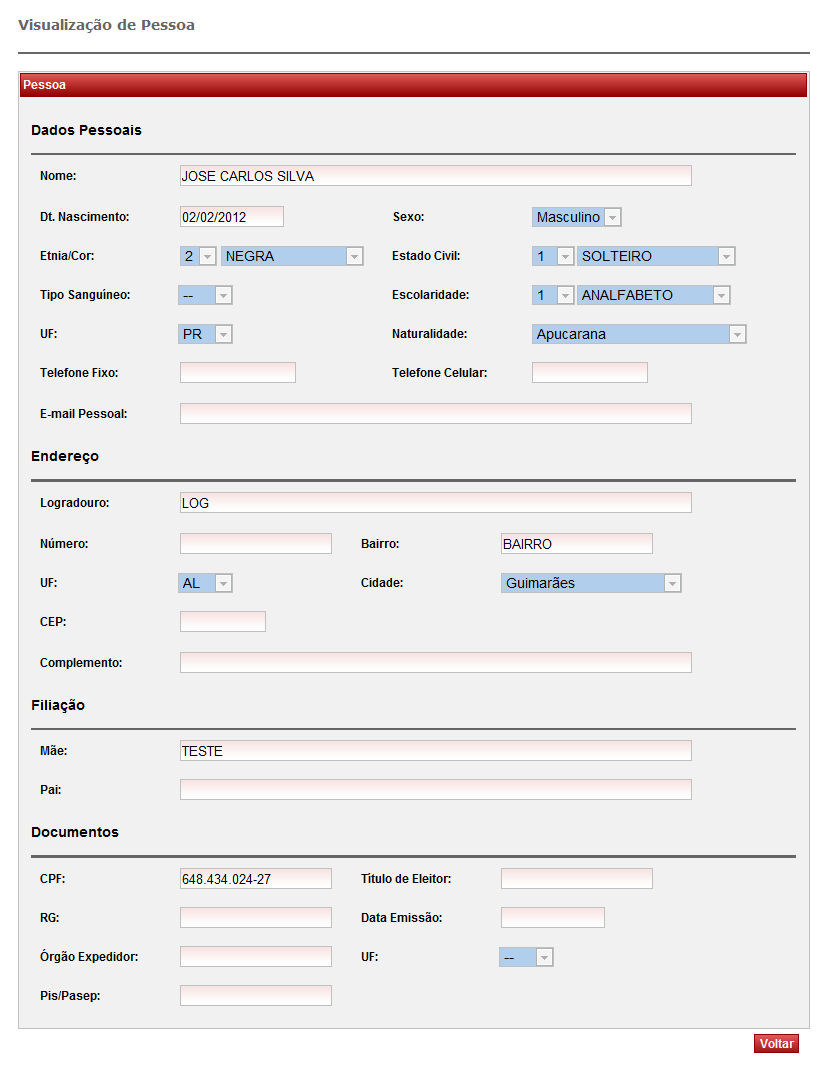 Visualização de Pessoa
Pessoa
Dados Pessoais
Nome: JOSE CARLOS SILVA
Dt. Nascimento: 02/02/2012 Sexo: Masculino
Etnia/Cor: 2 NEGRA Estado Civil: 1 SOLTEIRO
Tipo Sanguíneo: -- Escolaridade: 1 ANALFABETO
UF: PR Naturalidade: Apucarana
Telefone Fixo: Telefone Celular:
E-mail Pessoal:
Endereço
Logradouro: LOG
Número: Bairro: BAIRRO
UF: AL Cidade: Guimarães
CEP:
Complemento:
Filiação
Mãe: TESTE
Pai:
Documentos
CPF: 648.434.024-27 Título de Eleitor:
RG: Data Emissão:
Órgão Expedidor: UF: --
Pis/Pasep:
Voltar